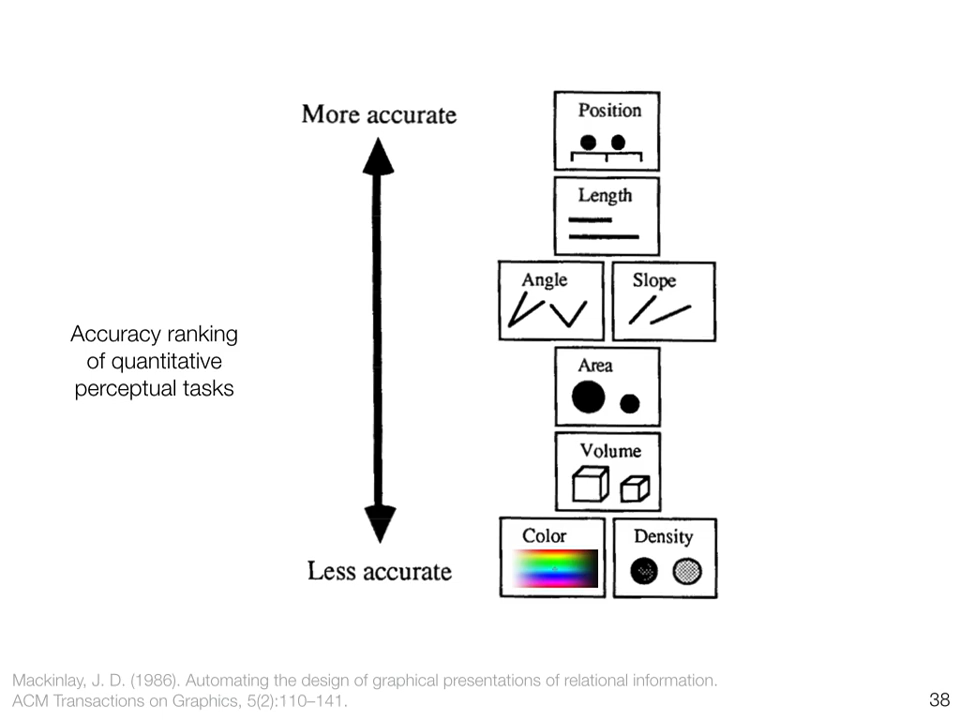 More accurate
Position
Length
Angle
Slope
Accuracy ranking
of quantitative
perceptual tasks
Area
Volume
Color
Density
Less accurate
Mackinlay, J. D. (1986). Automating the design of graphical presentations of relational information.
ACM Transactions on Graphics, 5(2):110–141.
38